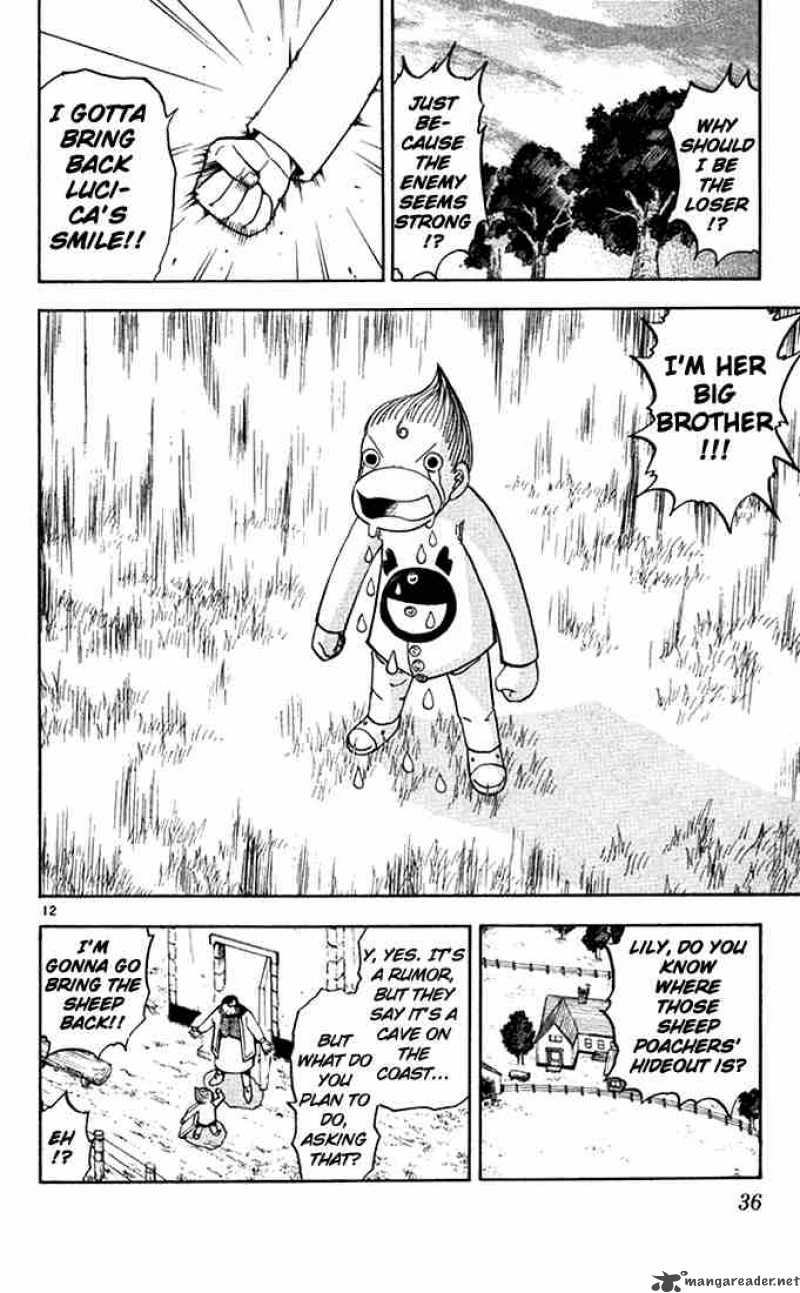 WHY
SHOULD
I BE
THE
LOSER
!?
JUST
BE-
CAUSE
THE
ENEMY
SEEMS
STRONG
!?
I GOTTA
BRING
BACK
LUCI-
CA'S
SMILE!!
I'M HER
BIG
BROTHER
!!!
12
LILY, DO YOU
KNOW
WHERE
THOSE
SHEEP
POACHERS'
HIDEOUT IS?
Y, YES. IT'S
A RUMOR,
BUT THEY
SAY IT'S A
CAVE ON
THE
COAST...
BUT
WHAT DO
YOU
PLAN TO
DO,
ASKING
THAT?
I'M
GONNA GO
BRING THE
SHEEP
BACK!!
EH
!?
36
mangareader.net